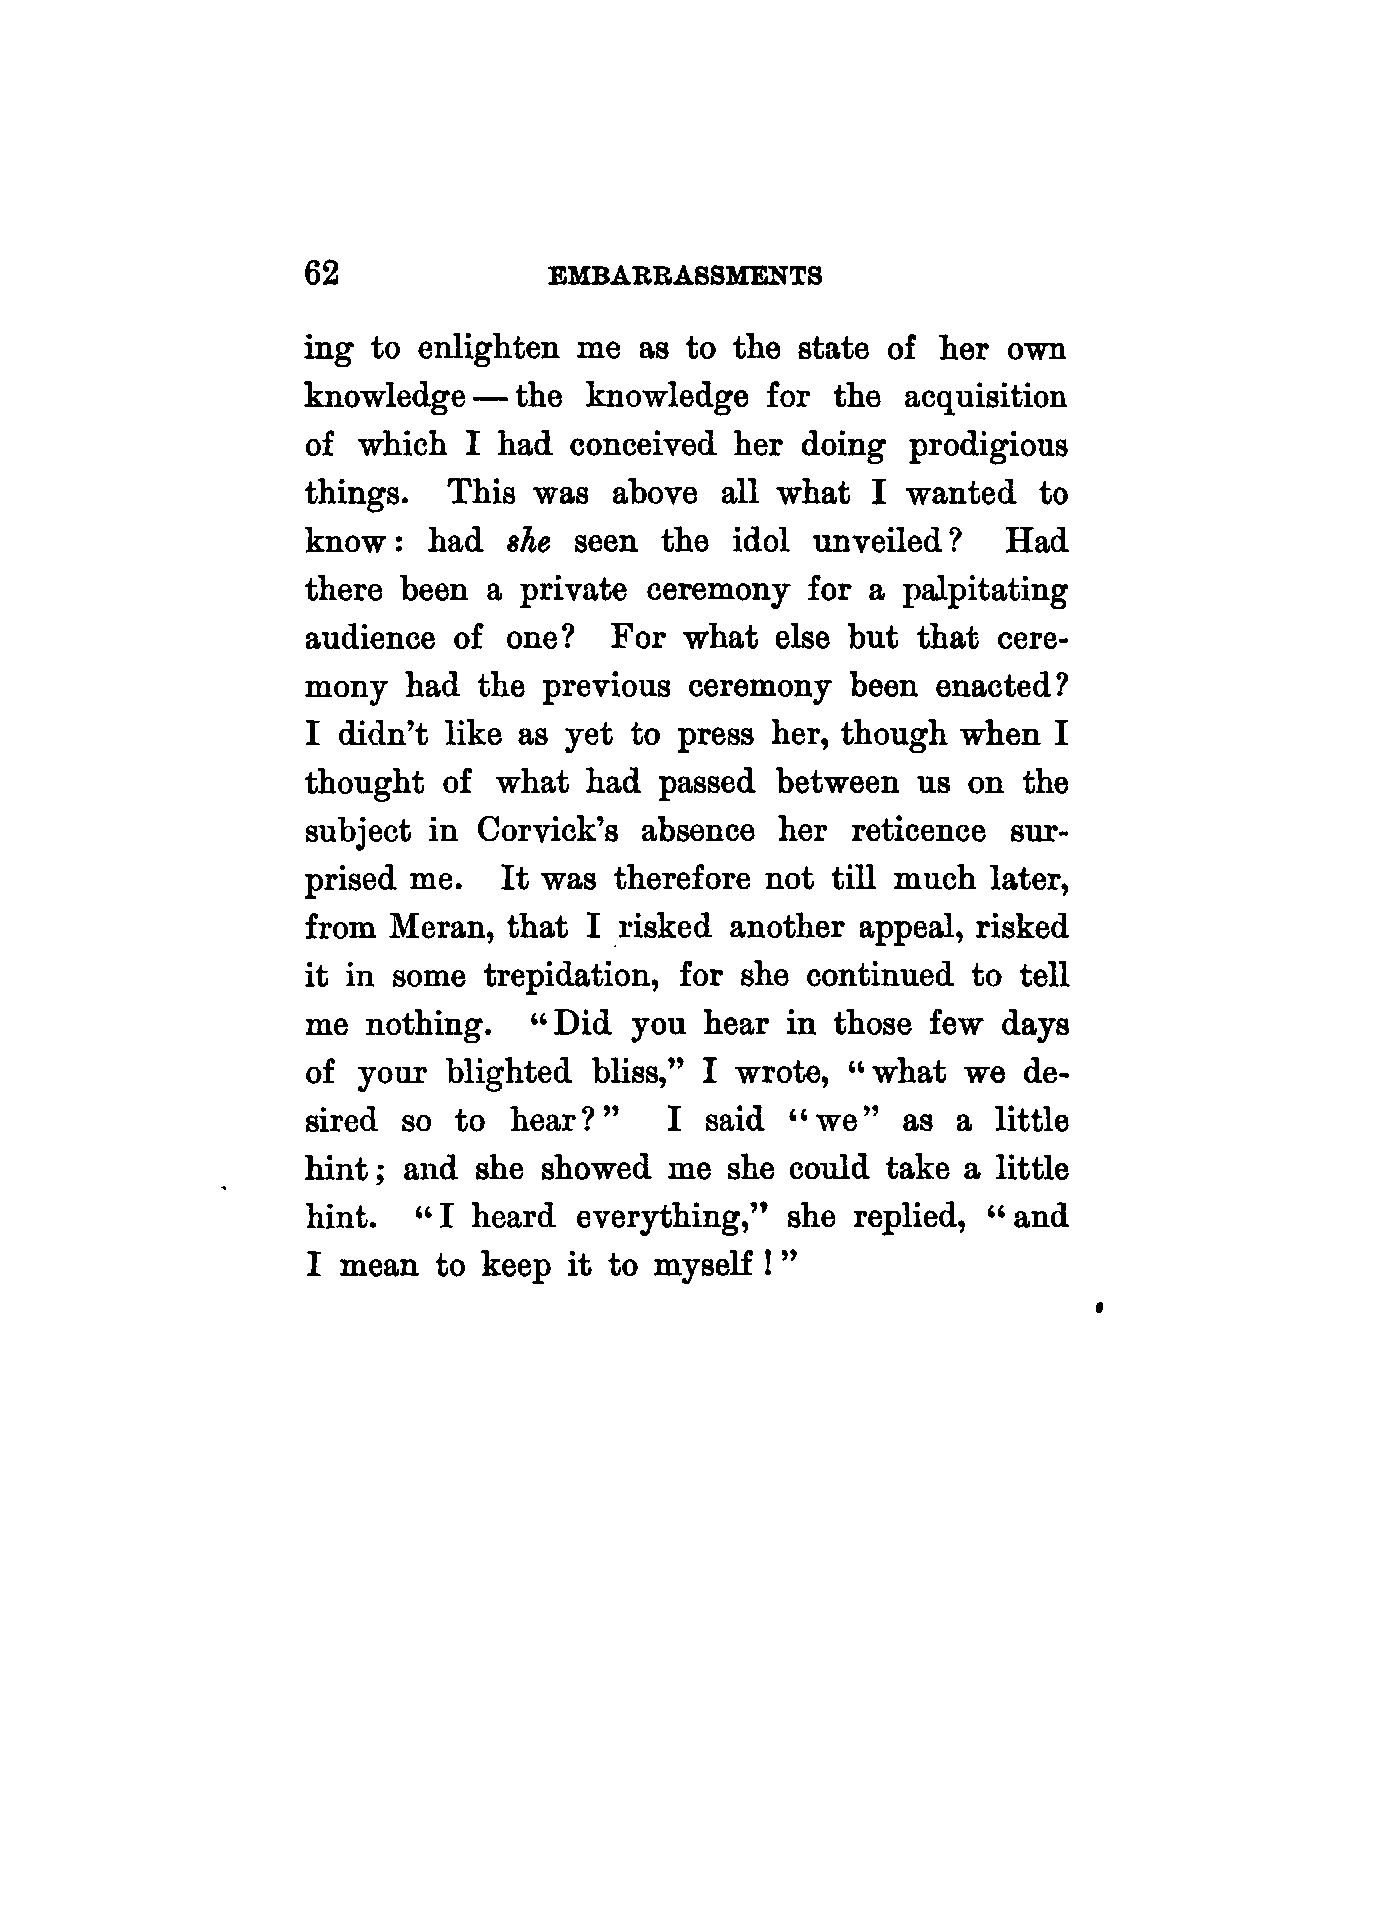 62 EMBARRASSMENTS
ing to enlighten me as to the state of her own
knowledge — the knowledge for the acquisition
of which I had conceived her doing prodigious
things. This was above all what I wanted to
know: had she seen the idol unveiled? Had
there been a private ceremony for a palpitating
audience of one? For what else but that cere-
mony had the previous ceremony been enacted?
I didn't like as yet to press her, though when I
thought of what had passed between us on the
subject in Corvick's absence her reticence sur-
prised me. It was therefore not till much later,
from Meran, that I risked another appeal, risked
it in some trepidation, for she continued to tell
me nothing. "Did you hear in those few days
of your blighted bliss," I wrote, "what we de-
sired so to hear?" I said "we" as a little
hint; and she showed me she could take a little
hint. "I heard everything," she replied, "and
I mean to keep it to myself!"